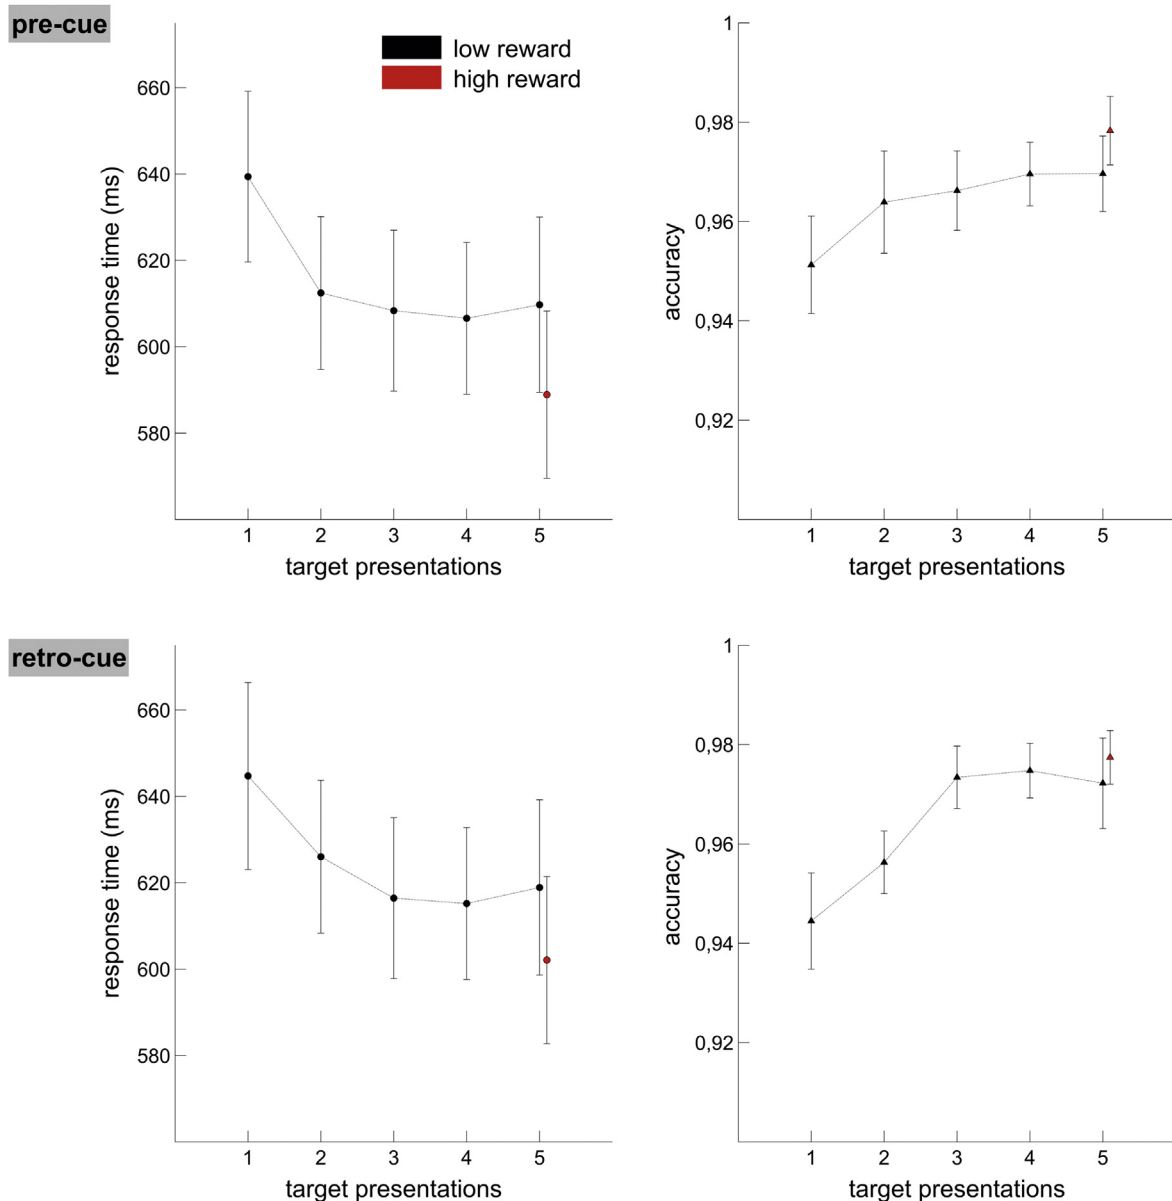 pre-cue
low reward
high reward
response time (ms)
660
640
620
600
580
1 2 3 4 5
target presentations
accuracy
1
0,98
0,96
0,94
0,92
1 2 3 4 5
target presentations
retro-cue
response time (ms)
660
640
620
600
580
1 2 3 4 5
target presentations
accuracy
1
0,98
0,96
0,94
0,92
1 2 3 4 5
target presentations